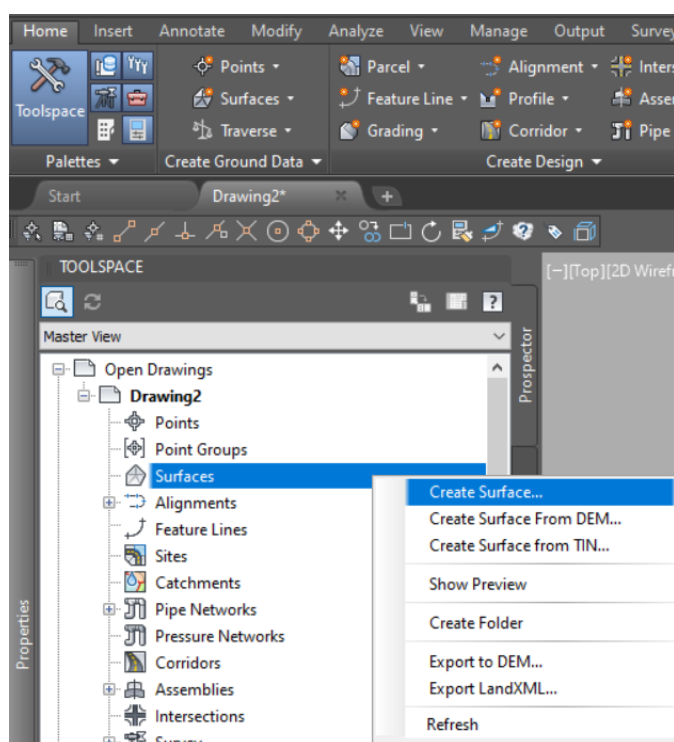 Home Insert Annotate Modify Analyze View Manage Output Survey
Points Parcel Alignment
Toolspace Surfaces Feature Line Profile
Traverse Grading Corridor Pipe
Palettes Create Ground Data Create Design
Start Drawing2*
TOOLSPACE [−][Top][2D
Master View
Prospector
Open Drawings
Drawing2
Points
Point Groups
Surfaces
Create Surface...
Alignments
Create Surface From DEM...
Feature Lines
Create Surface from TIN...
Sites
Catchments
Show Preview
Pipe Networks
Create Folder
Pressure Networks
Corridors
Export to DEM...
Assemblies
Export LandXML...
Intersections
Refresh
Properties